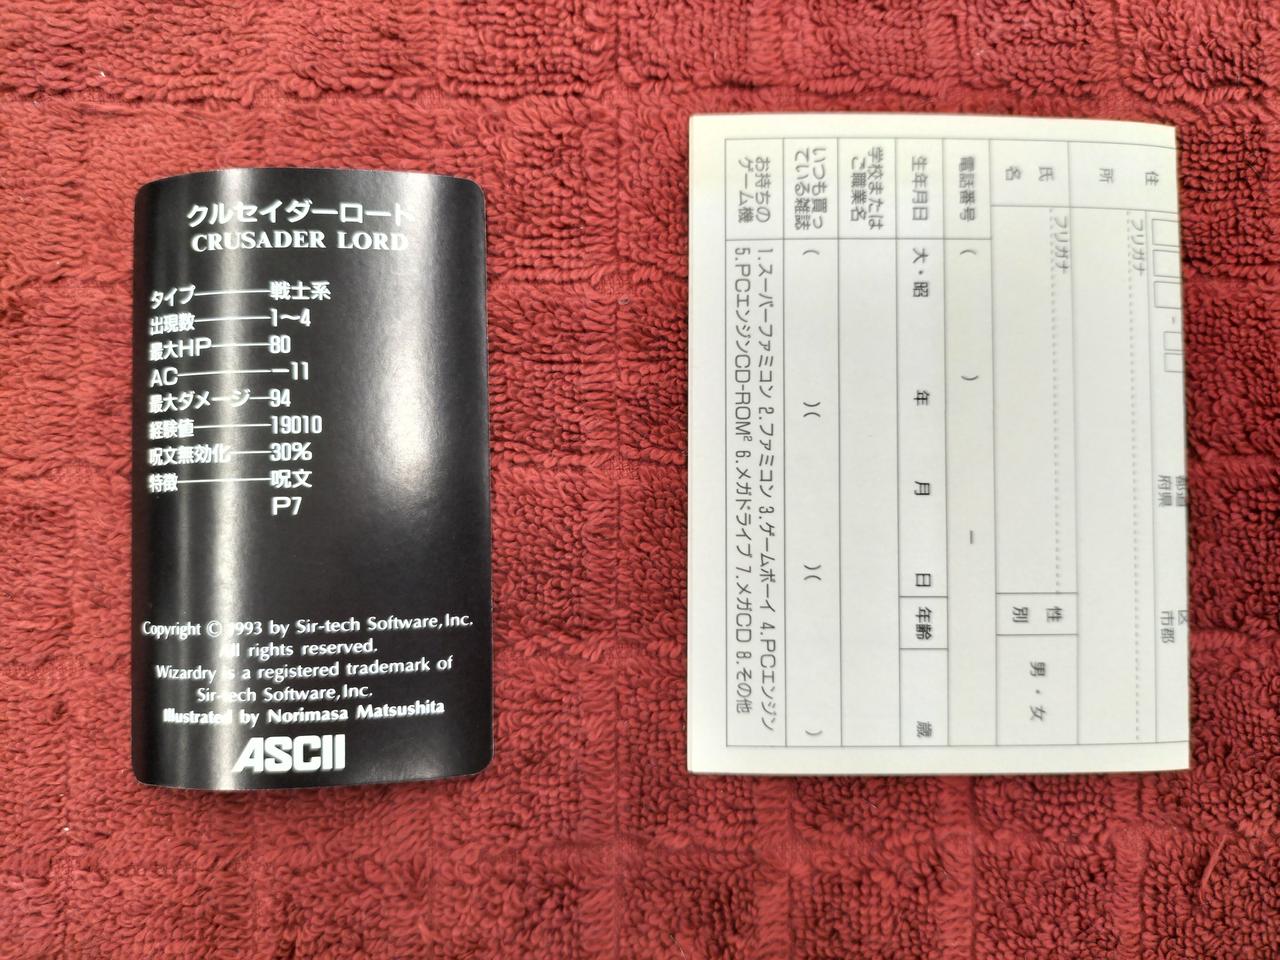 クルセイダーロード
CRUSADER LORD
タイプ――戦士系
出現数――1〜4
最大HP――80
AC――−11
最大ダメージ―94
経験値――19010
呪文無効化―30%
特徴――呪文
P7
Copyright © 1993 by Sir-tech Software, Inc.
All rights reserved.
Wizardry is a registered trademark of
Sir-tech Software, Inc.
Illustrated by Norimasa Matsushita
ASCII
住所
フリガナ
都道府県
区
市郡
氏名
フリガナ
性別
男・女
電話番号 ( ) −
生年月日 大・昭 年 月 日 年齢 歳
学校または
ご職業名
いつも買っ
ている雑誌
( )( )( )
お持ちの
ゲーム機
1.スーパーファミコン 2.ファミコン 3.ゲームボーイ 4.PCエンジン
5.PCエンジンCD-ROM² 6.メガドライブ 7.メガCD 8.その他